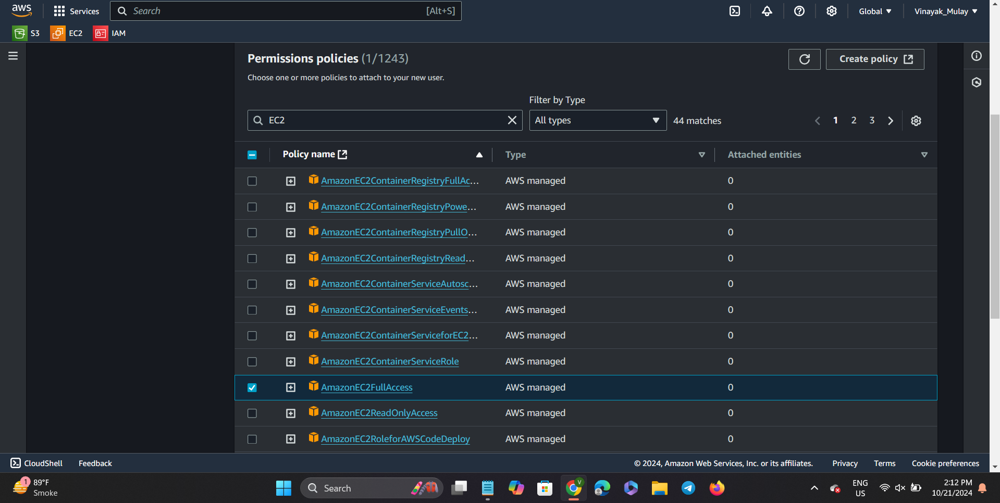 aws
Services
Search
[Alt+S]
Global
Vinayak_Mulay
S3
EC2
IAM
Permissions policies (1/1243)
Create policy
Choose one or more policies to attach to your new user.
Filter by Type
EC2
All types
44 matches
1 2 3
Policy name
Type
Attached entities
AmazonEC2ContainerRegistryFullAc... AWS managed 0
AmazonEC2ContainerRegistryPowe... AWS managed 0
AmazonEC2ContainerRegistryPullO... AWS managed 0
AmazonEC2ContainerRegistryRead... AWS managed 0
AmazonEC2ContainerServiceAutosc... AWS managed 0
AmazonEC2ContainerServiceEvents... AWS managed 0
AmazonEC2ContainerServiceforEC2... AWS managed 0
AmazonEC2ContainerServiceRole AWS managed 0
AmazonEC2FullAccess AWS managed 0
AmazonEC2ReadOnlyAccess AWS managed 0
AmazonEC2RoleforAWSCodeDeploy AWS managed 0
CloudShell
Feedback
© 2024, Amazon Web Services, Inc. or its affiliates.
Privacy
Terms
Cookie preferences
1
89°F
Smoke
Search
V
ENG
US
2:12 PM
10/21/2024